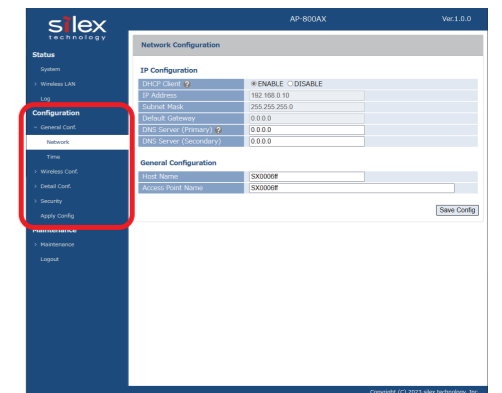 silex
technology
AP-800AX
Ver.1.0.0
Status
System
Wireless LAN
Log
Configuration
General Conf.
Network
Time
Wireless Conf.
Detail Conf.
Security
Apply Config
Maintenance
Maintenance
Logout
Network Configuration
IP Configuration
DHCP Client ? ENABLE DISABLE
IP Address 192.168.0.10
Subnet Mask 255.255.255.0
Default Gateway 0.0.0.0
DNS Server (Primary) ? 0.0.0.0
DNS Server (Secondary) 0.0.0.0
General Configuration
Host Name SX0006ff
Access Point Name SX0006ff
Save Config
Copyright (C) 2023 silex technology, Inc.